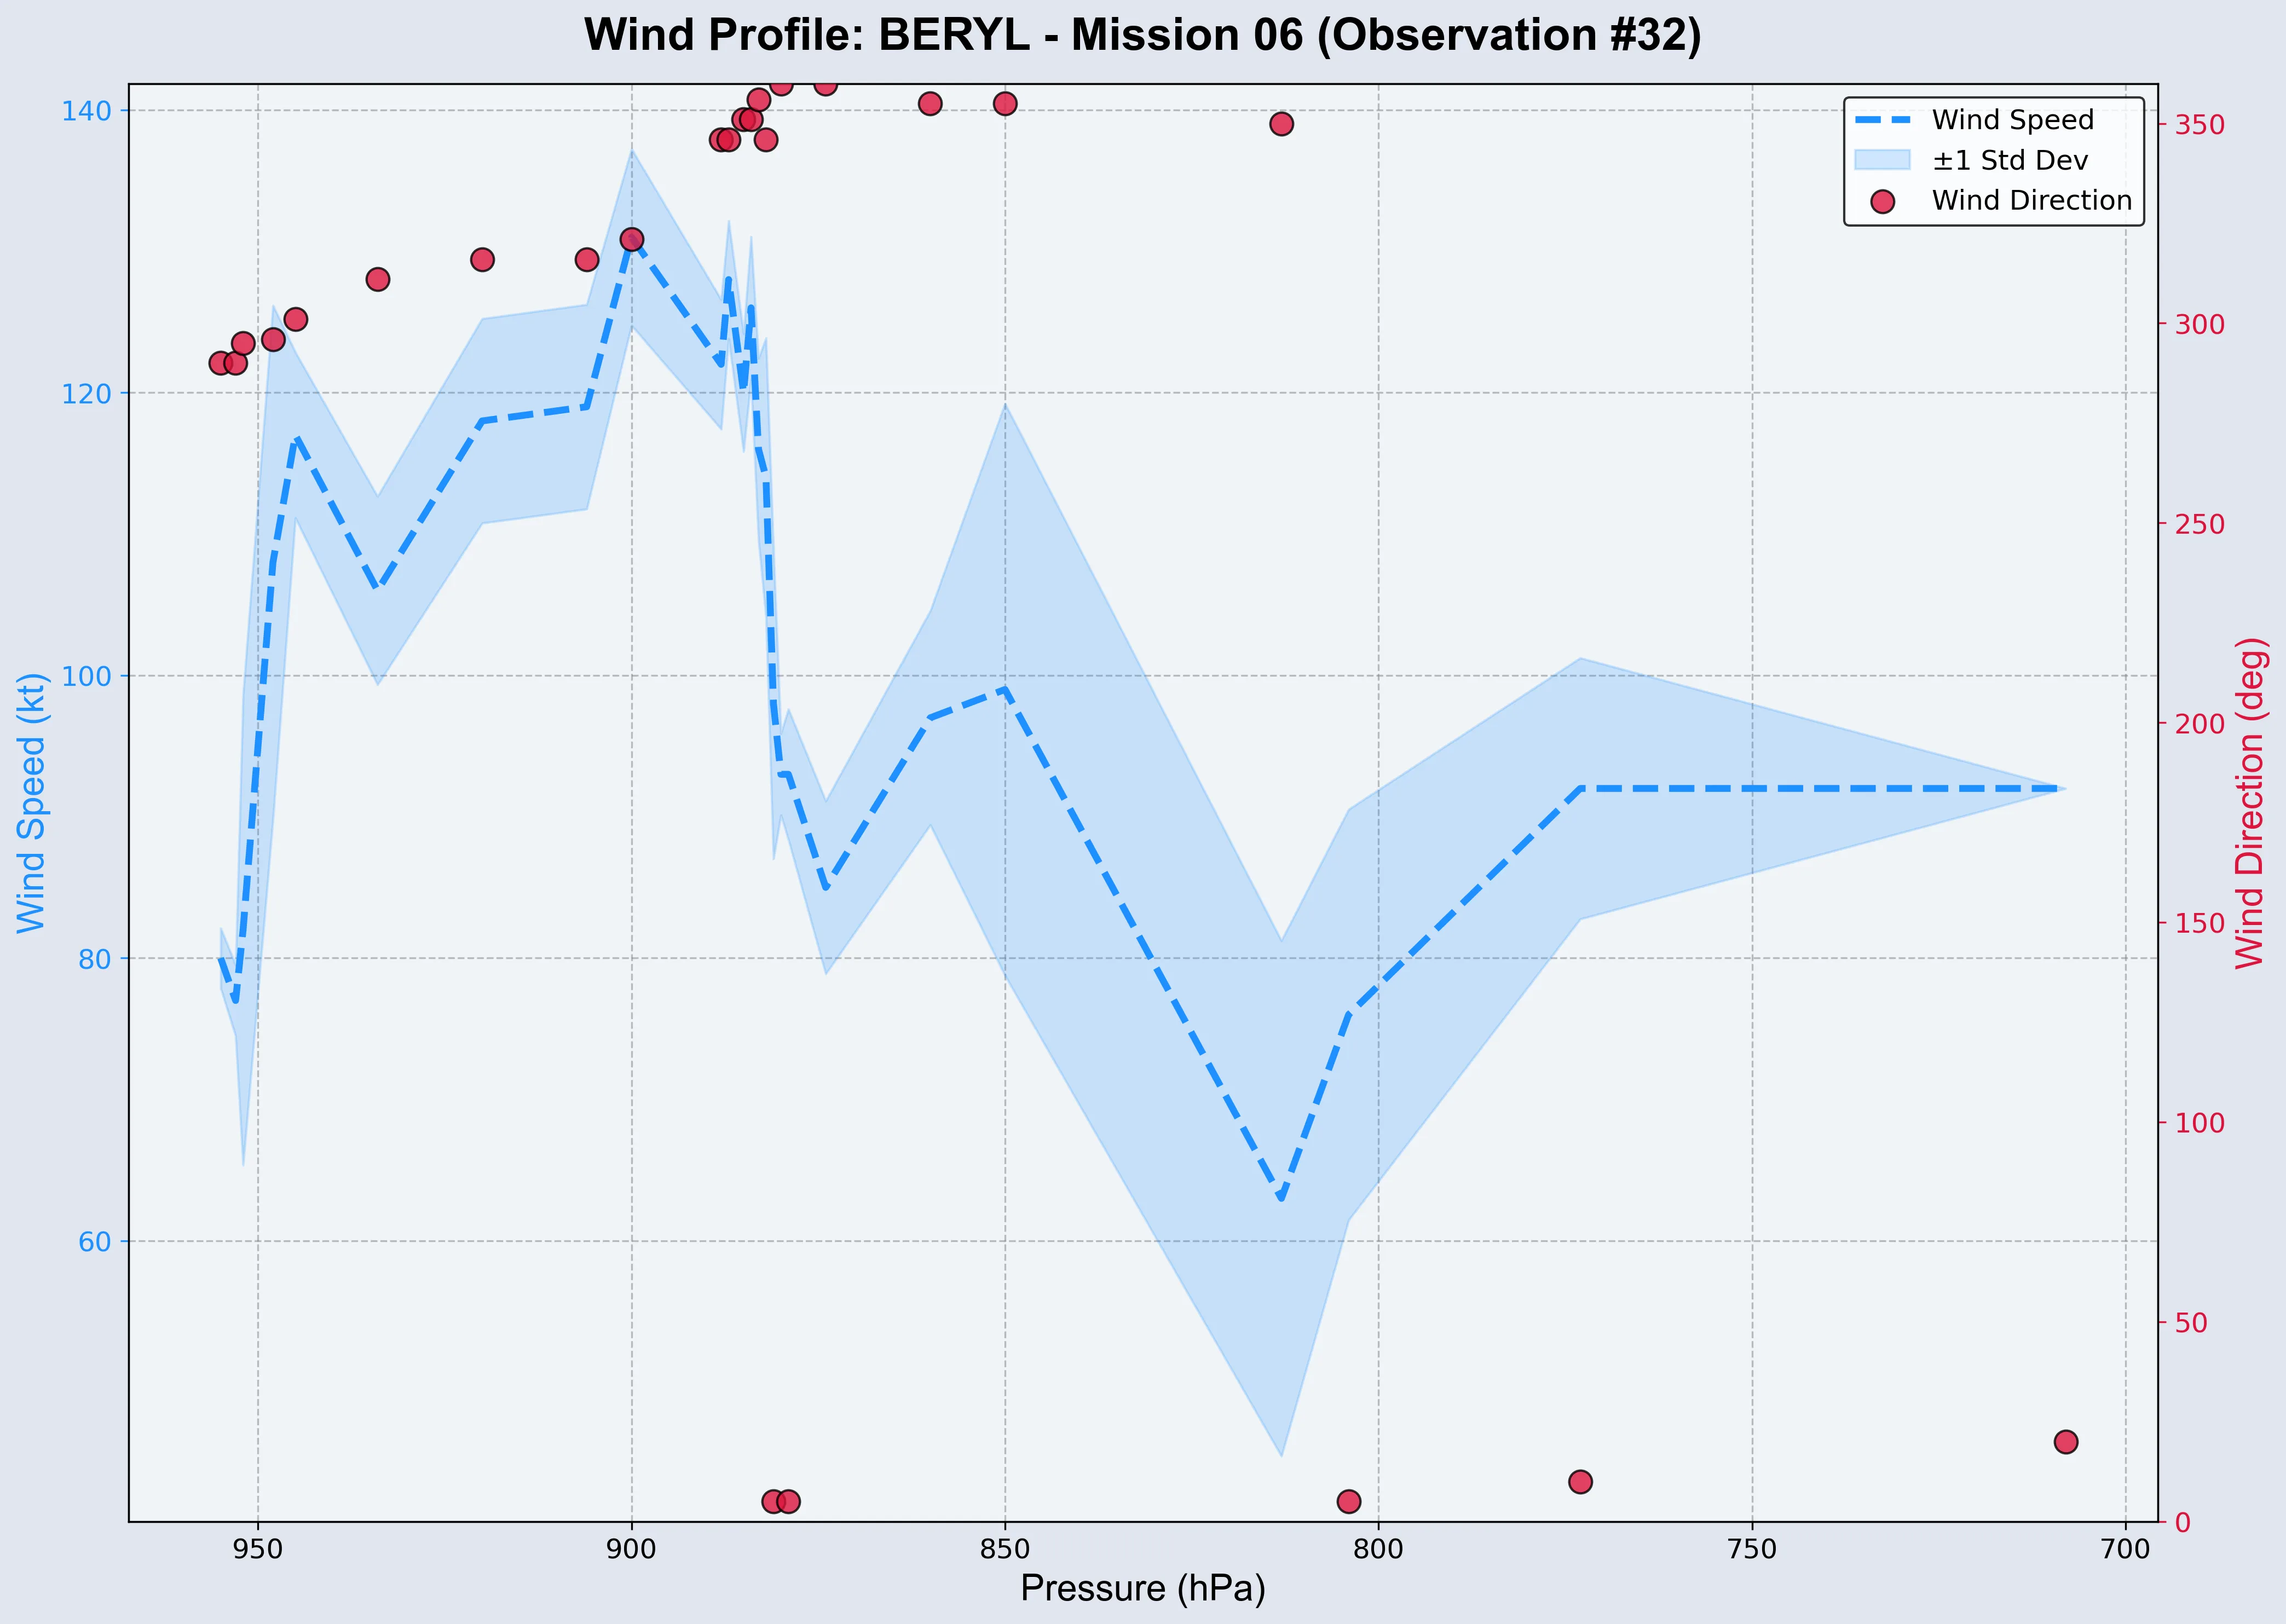 Wind Profile: BERYL - Mission 06 (Observation #32)
Wind Speed
±1 Std Dev
Wind Direction
Wind Speed (kt)
140
120
100
80
60
350
300
250
200
150
100
50
0
Wind Direction (deg)
950
900
850
800
750
700
Pressure (hPa)